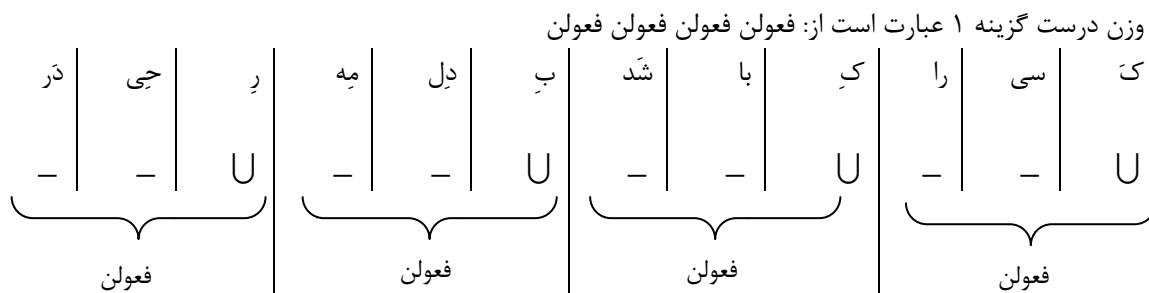 وزن درست گزینه ۱ عبارت است از: فعولن فعولن فعولن فعولن
کَ سی را کِ با شَد بِ دِل مِه رِ حِی دَر
U – – U – – U – – U – –
فعولن فعولن فعولن فعولن